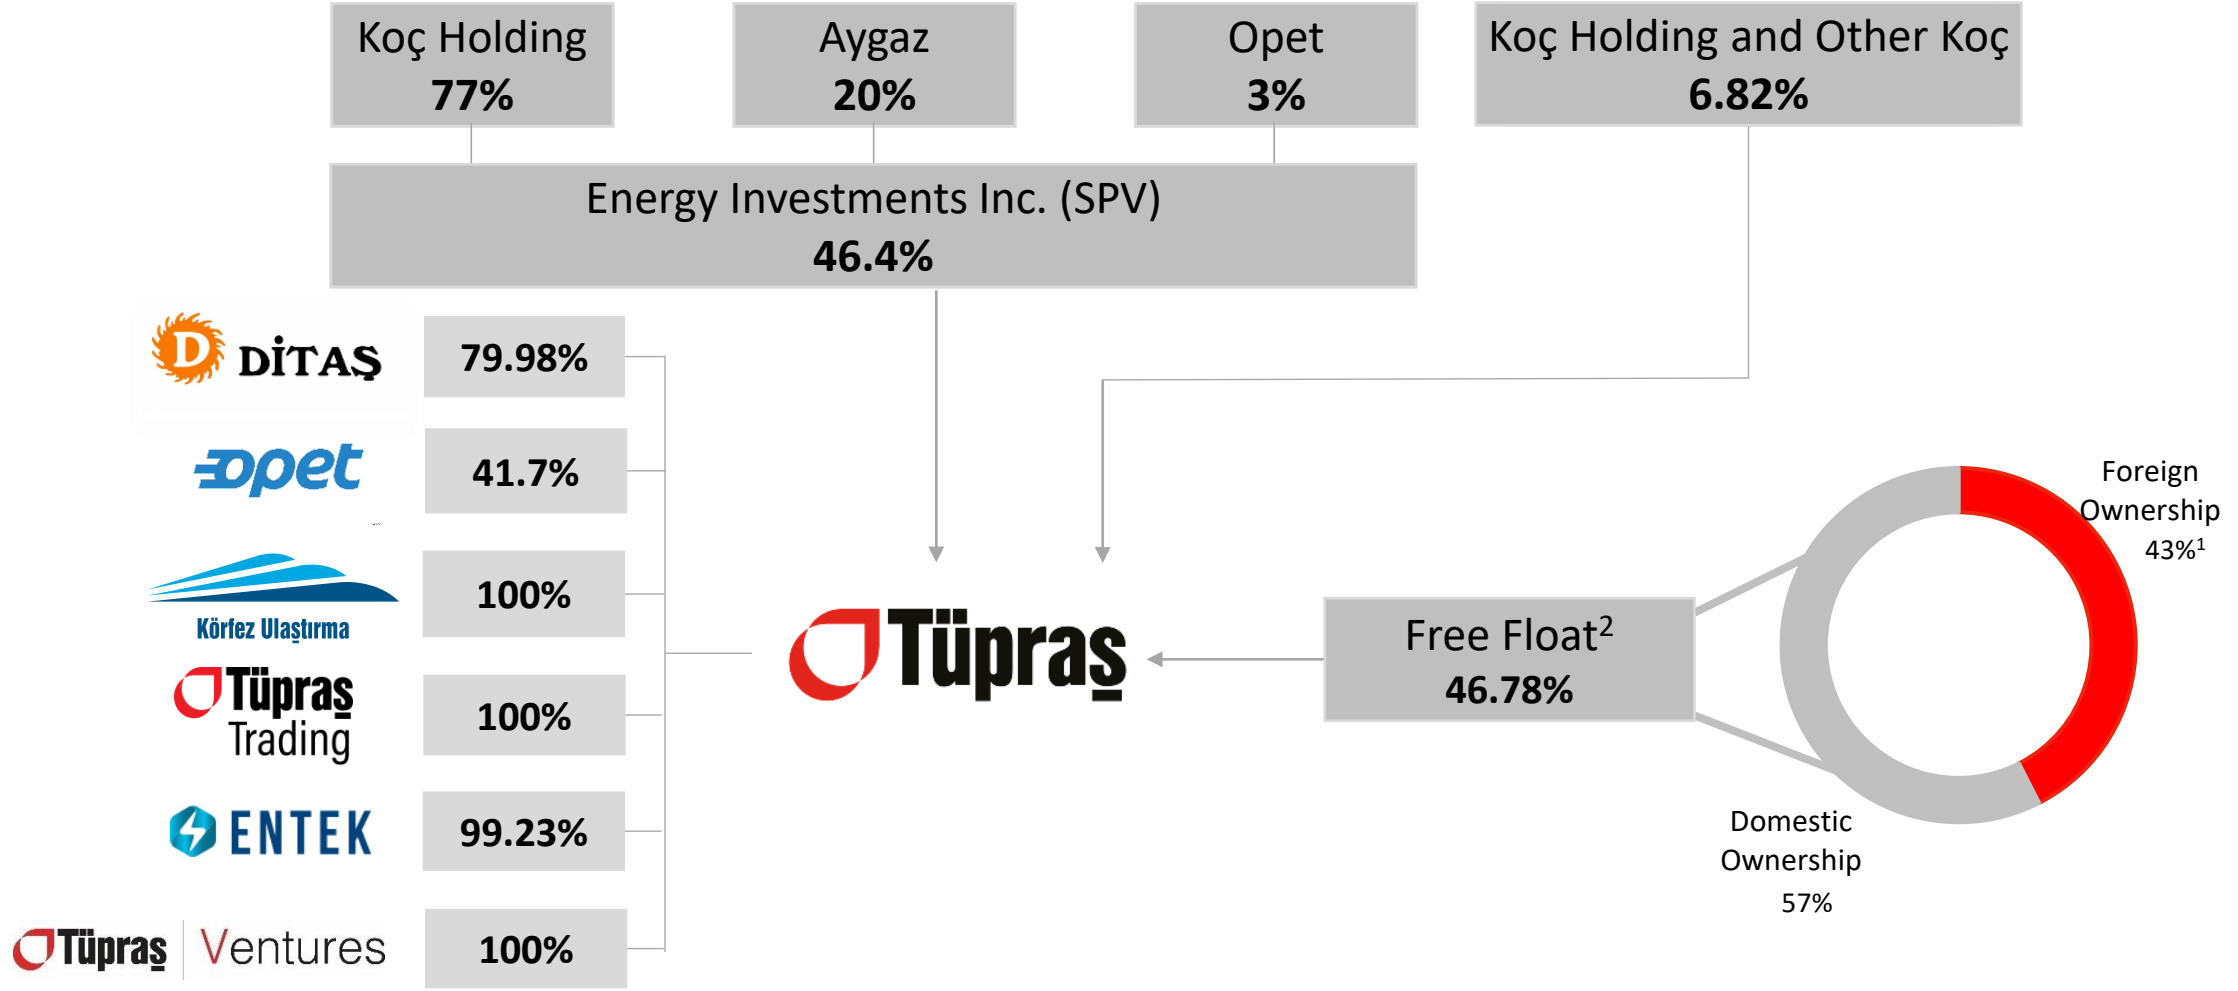 Koç Holding
77%
Aygaz
20%
Opet
3%
Koç Holding and Other Koç
6.82%
Energy Investments Inc. (SPV)
46.4%
D DİTAŞ
79.98%
opet
41.7%
Körfez Ulaştırma
100%
Tüpraş
Trading
100%
ENTEK
99.23%
Tüpraş Ventures
100%
Tüpraş
Free Float²
46.78%
Foreign
Ownership
43%¹
Domestic
Ownership
57%